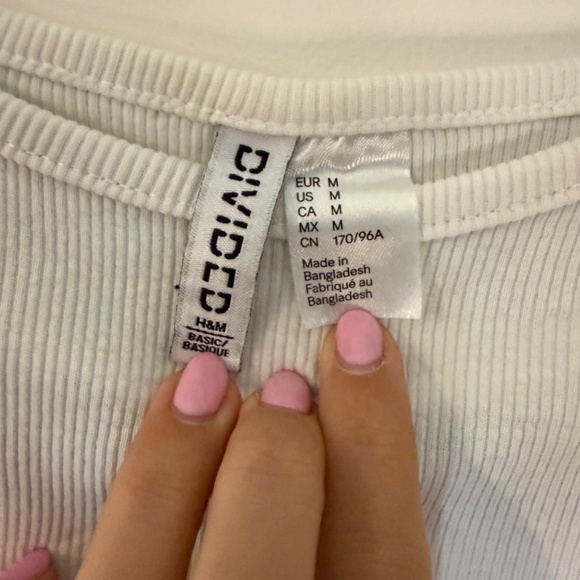 DIVIDED
H&M
BASIC/
BASIQUE
EUR M
US M
CA M
MX M
CN 170/96A
Made in
Bangladesh
Fabriqué au
Bangladesh